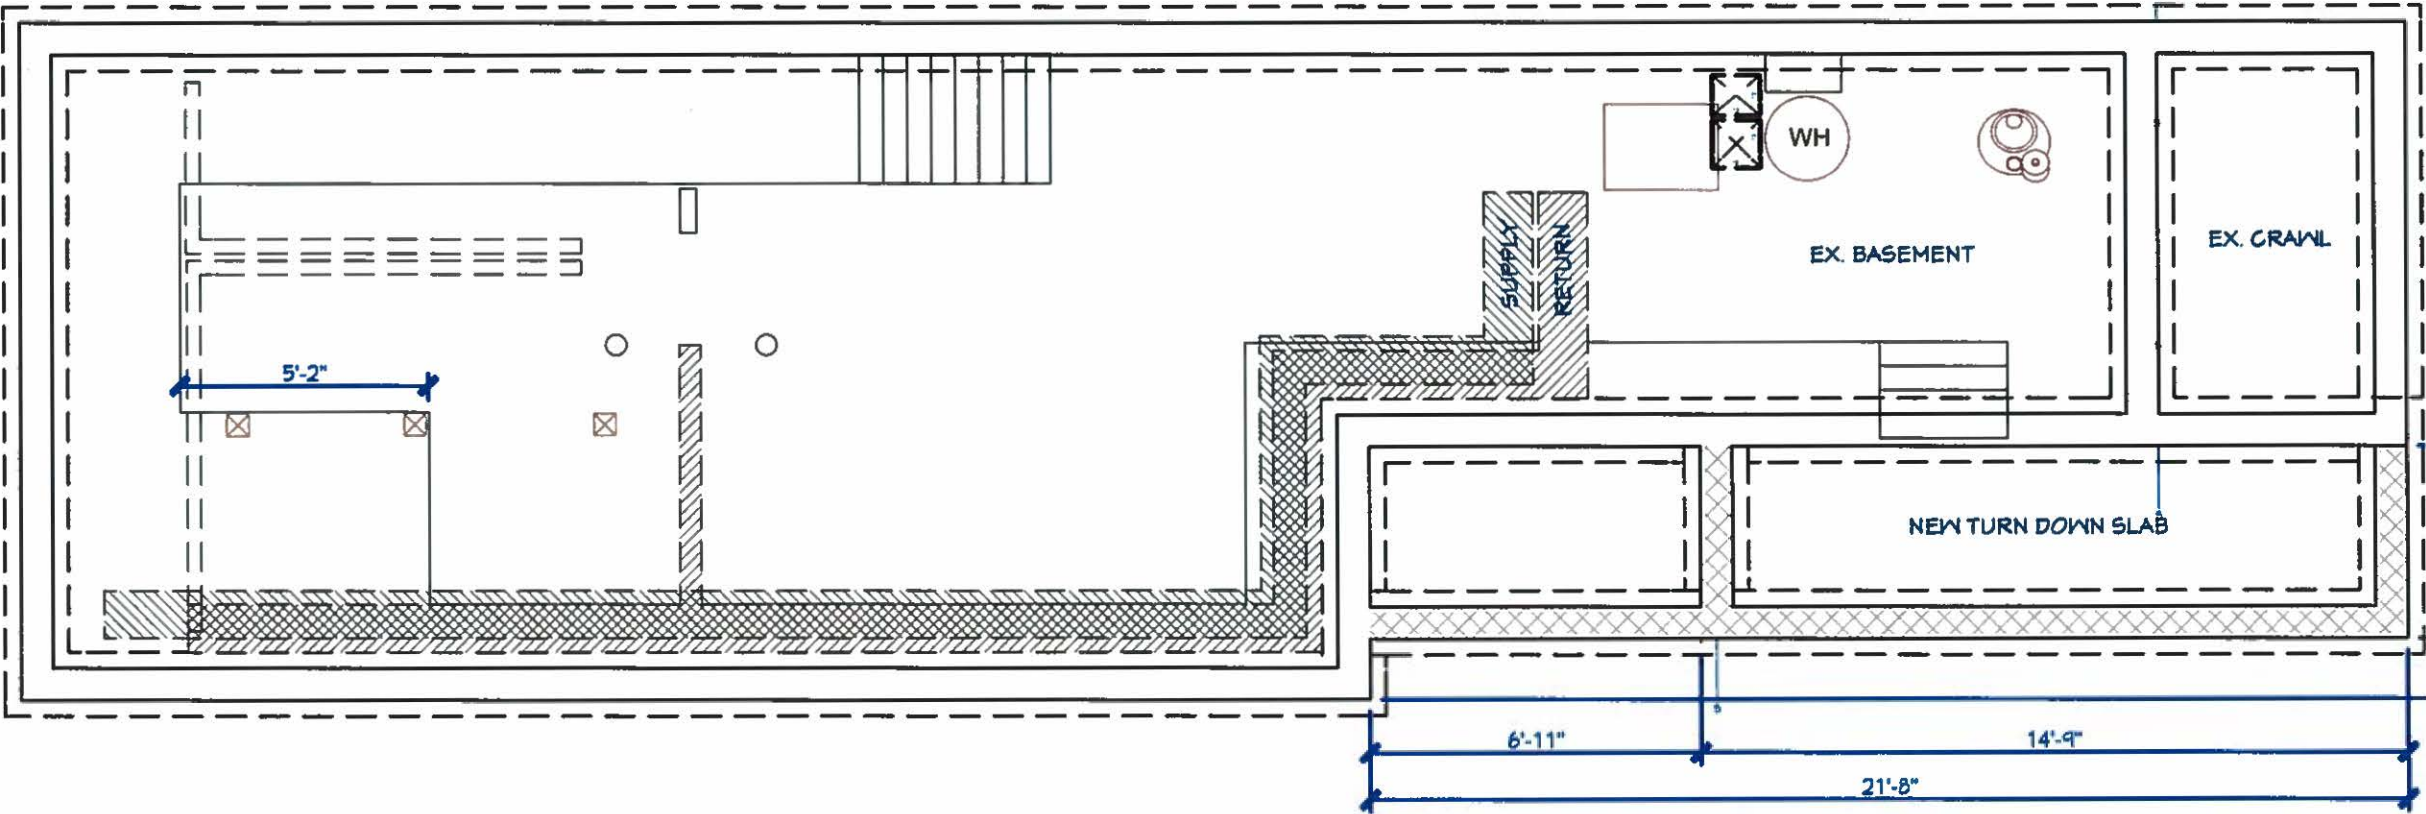 WH
SUPPLY
RETURN
EX. BASEMENT
EX. CRAWL
5'-2"
NEW TURN DOWN SLAB
6'-11"
14'-9"
21'-8"